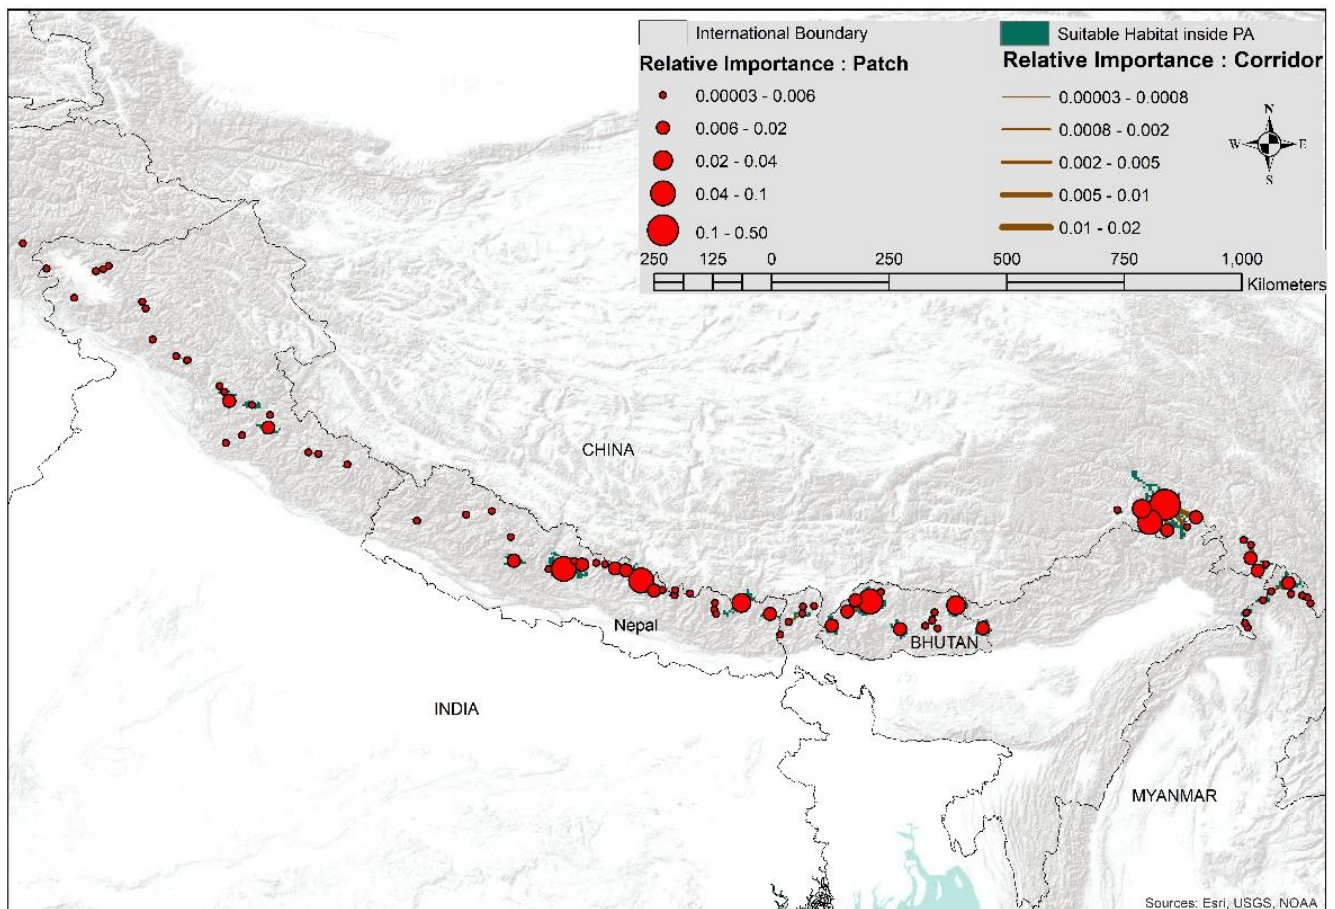 International Boundary
Relative Importance : Patch
0.00003 - 0.006
0.006 - 0.02
0.02 - 0.04
0.04 - 0.1
0.1 - 0.50
Suitable Habitat inside PA
Relative Importance : Corridor
0.00003 - 0.0008
0.0008 - 0.002
0.002 - 0.005
0.005 - 0.01
0.01 - 0.02
N
W E
S
250 125 0 250 500 750 1,000
Kilometers
CHINA
Nepal
BHUTAN
INDIA
MYANMAR
Sources: Esri, USGS, NOAA